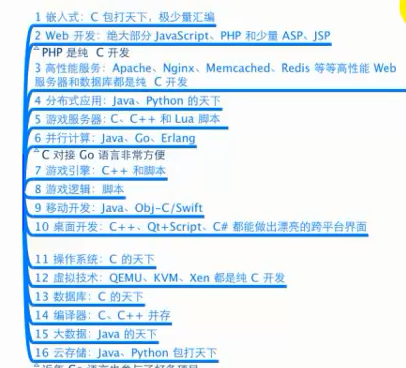 1 嵌入式：C 包打天下，极少量汇编
2 Web 开发：绝大部分 JavaScript、PHP 和少量 ASP、JSP
PHP 是纯 C 开发
3 高性能服务：Apache、Nginx、Memcached、Redis 等等高性能 Web
服务器和数据库都是纯 C 开发
4 分布式应用：Java、Python 的天下
5 游戏服务器：C、C++ 和 Lua 脚本
6 并行计算：Java、Go、Erlang
C 对接 Go 语言非常方便
7 游戏引擎：C++ 和脚本
8 游戏逻辑：脚本
9 移动开发：Java、Obj-C/Swift
10 桌面开发：C++、Qt+Script、C# 都能做出漂亮的跨平台界面
11 操作系统：C 的天下
12 虚拟技术：QEMU、KVM、Xen 都是纯 C 开发
13 数据库：C 的天下
14 编译器：C、C++ 并存
15 大数据：Java 的天下
16 云存储：Java、Python 包打天下